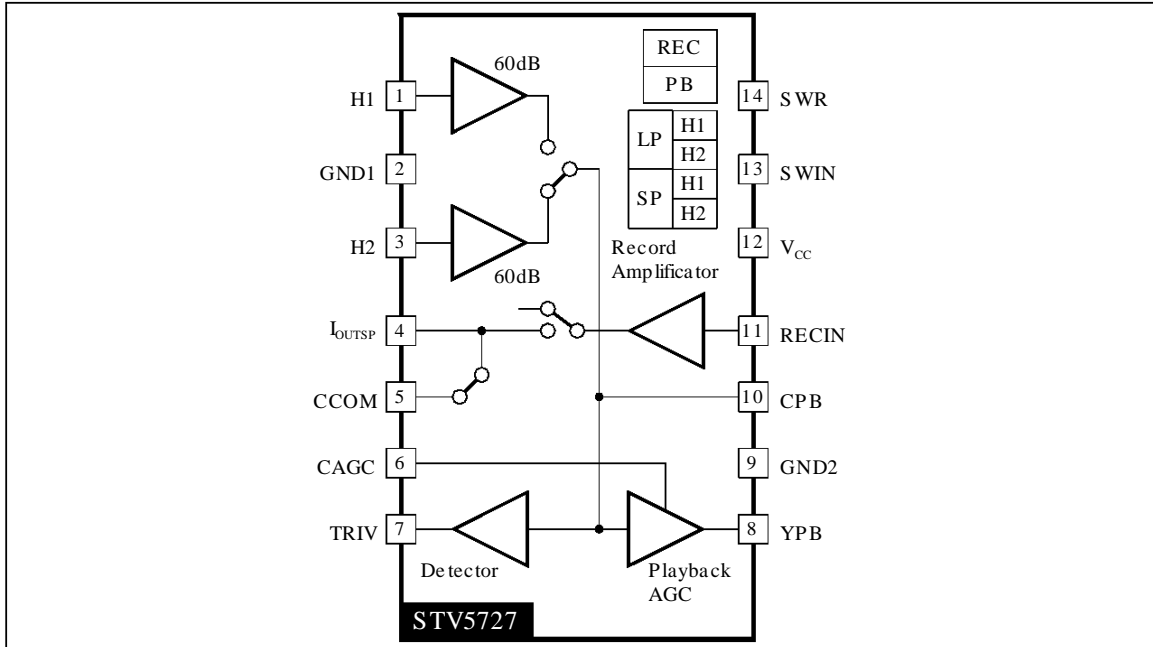 REC
PB
60dB
H1 1
14 SWR
LP H1
H2
SP H1
H2
GND1 2
13 SWIN
H2 3
60dB
12 VCC
Record
Amplificator
IOUTSP 4
11 RECIN
CCOM 5
10 CPB
CAGC 6
9 GND2
TRIV 7
8 YPB
Detector
Playback
AGC
STV5727